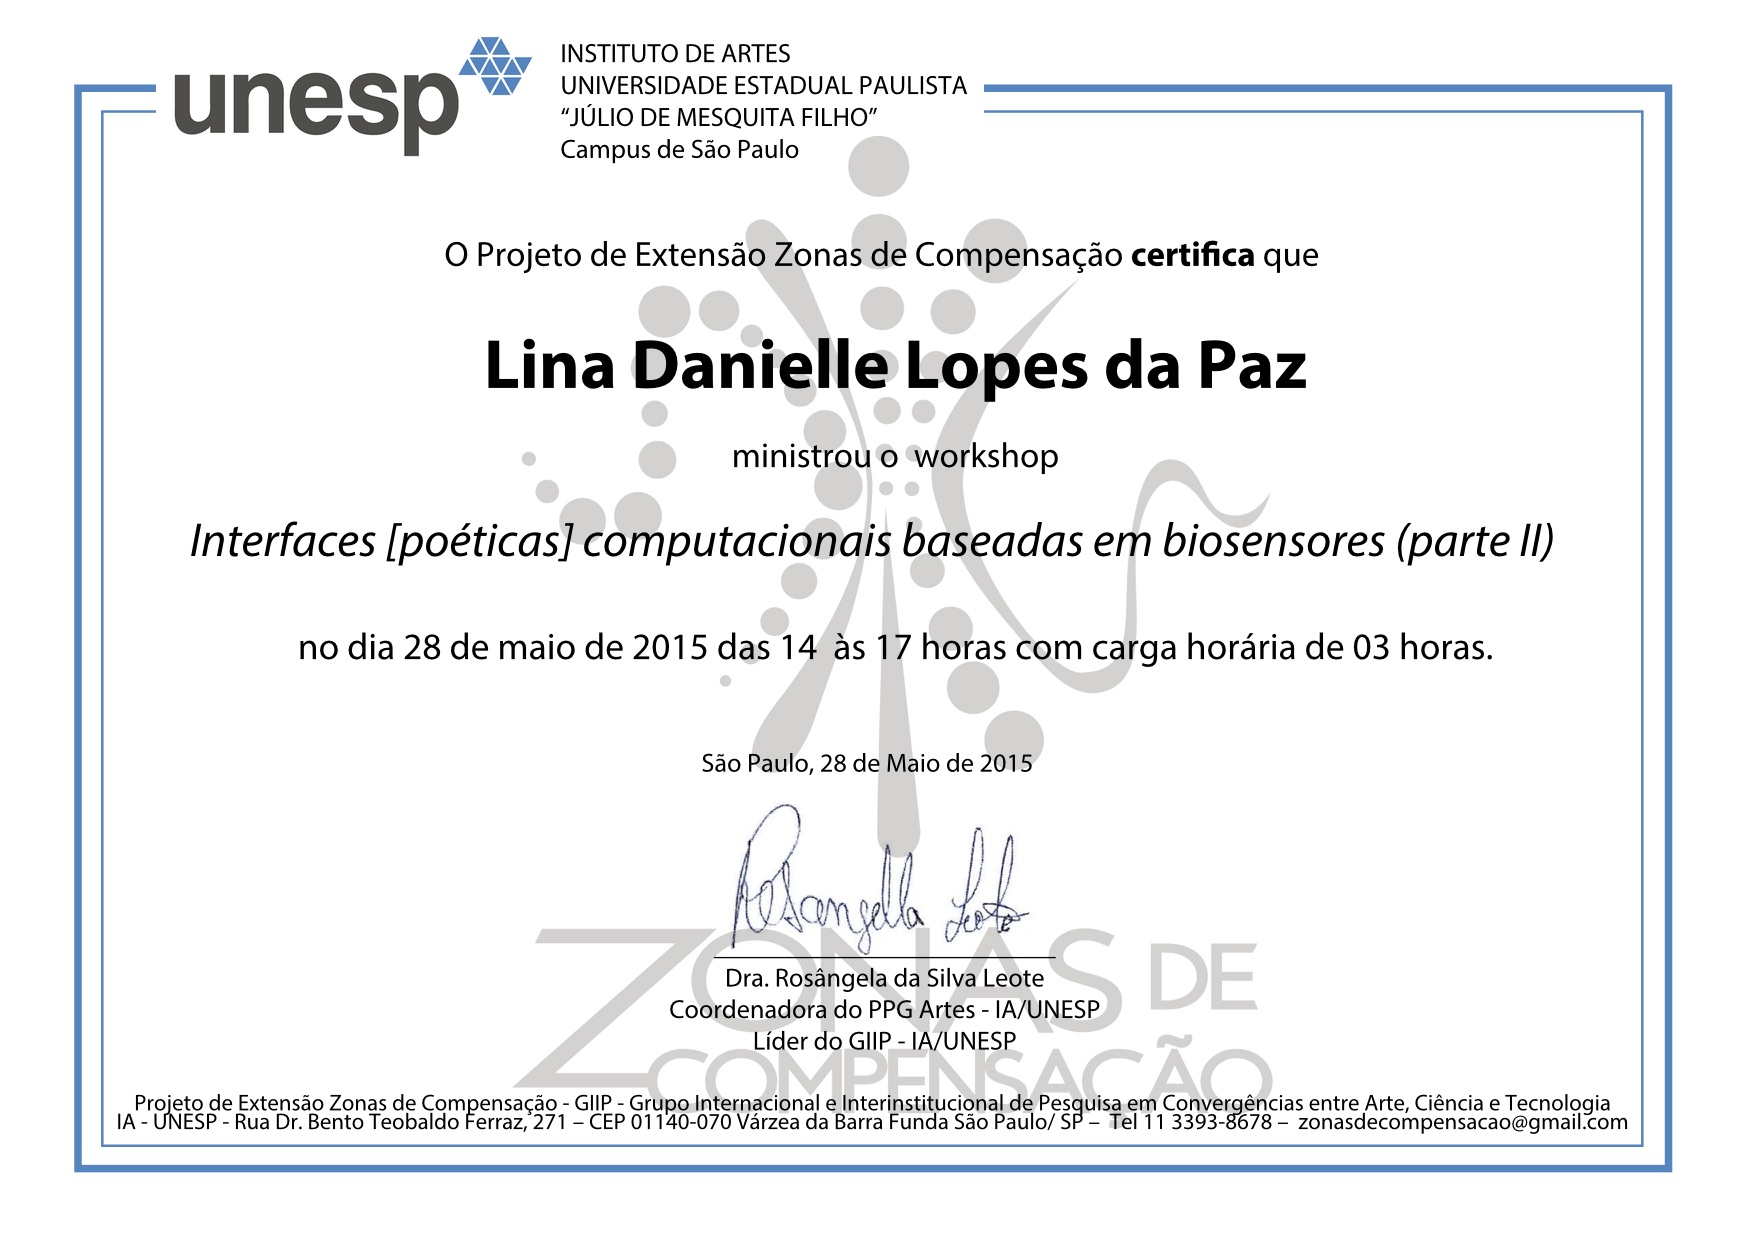 unesp
INSTITUTO DE ARTES
UNIVERSIDADE ESTADUAL PAULISTA
“JÚLIO DE MESQUITA FILHO”
Campus de São Paulo
O Projeto de Extensão Zonas de Compensação certifica que
Lina Danielle Lopes da Paz
ministrou o workshop
Interfaces [poéticas] computacionais baseadas em biosensores (parte II)
no dia 28 de maio de 2015 das 14 às 17 horas com carga horária de 03 horas.
São Paulo, 28 de Maio de 2015
Rosangella Leote
Dra. Rosângela da Silva Leote
Coordenadora do PPG Artes - IA/UNESP
Líder do GIIP - IA/UNESP
ZONAS DE
COMPENSAÇÃO
Projeto de Extensão Zonas de Compensação - GIIP - Grupo Internacional e Interinstitucional de Pesquisa em Convergências entre Arte, Ciência e Tecnologia
IA - UNESP - Rua Dr. Bento Teobaldo Ferraz, 271 – CEP 01140-070 Várzea da Barra Funda São Paulo/ SP – Tel 11 3393-8678 – zonasdecompensacao@gmail.com